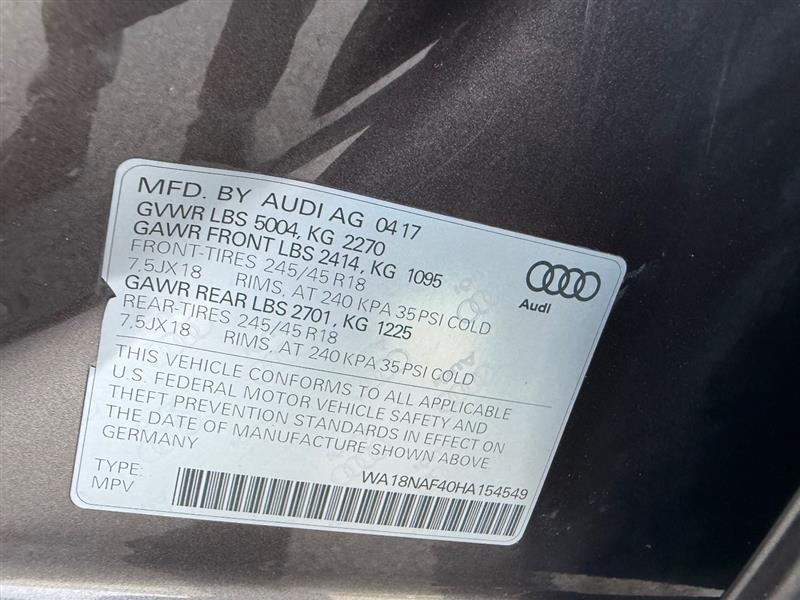 MFD. BY AUDI AG 0417
GVWR LBS 5004, KG 2270
GAWR FRONT LBS 2414, KG 1095
FRONT-TIRES 245/45 R18
7.5JX18 RIMS, AT 240 KPA 35 PSI COLD
GAWR REAR LBS 2701, KG 1225
REAR-TIRES 245/45 R18
7.5JX18 RIMS, AT 240 KPA 35 PSI COLD
Audi
THIS VEHICLE CONFORMS TO ALL APPLICABLE
U.S. FEDERAL MOTOR VEHICLE SAFETY AND
THEFT PREVENTION STANDARDS IN EFFECT ON
THE DATE OF MANUFACTURE SHOWN ABOVE
GERMANY
WA18NAF40HA154549
TYPE:
MPV